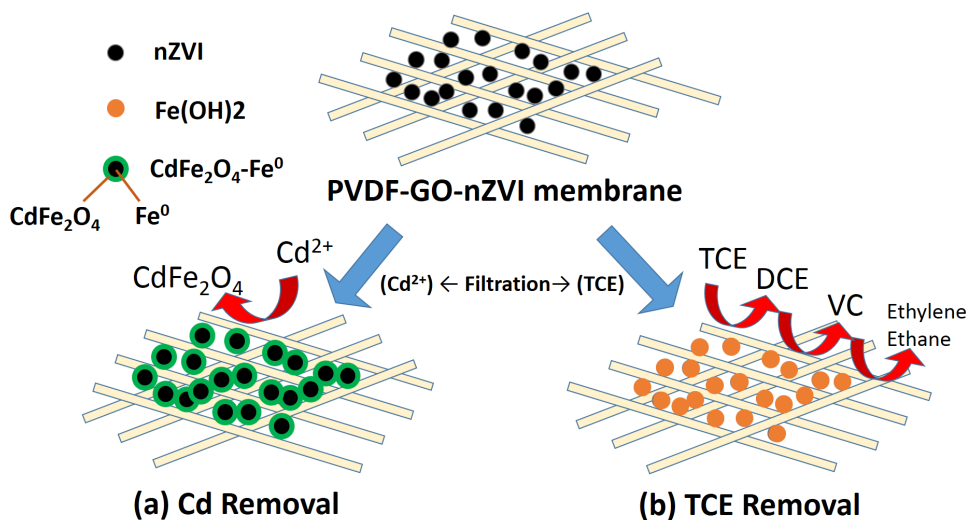 nZVI
Fe(OH)2
CdFe₂O₄-Fe⁰
CdFe₂O₄ Fe⁰
PVDF-GO-nZVI membrane
(Cd²⁺) ← Filtration→ (TCE)
Cd²⁺
CdFe₂O₄
TCE
DCE
VC
Ethylene
Ethane
(a) Cd Removal
(b) TCE Removal